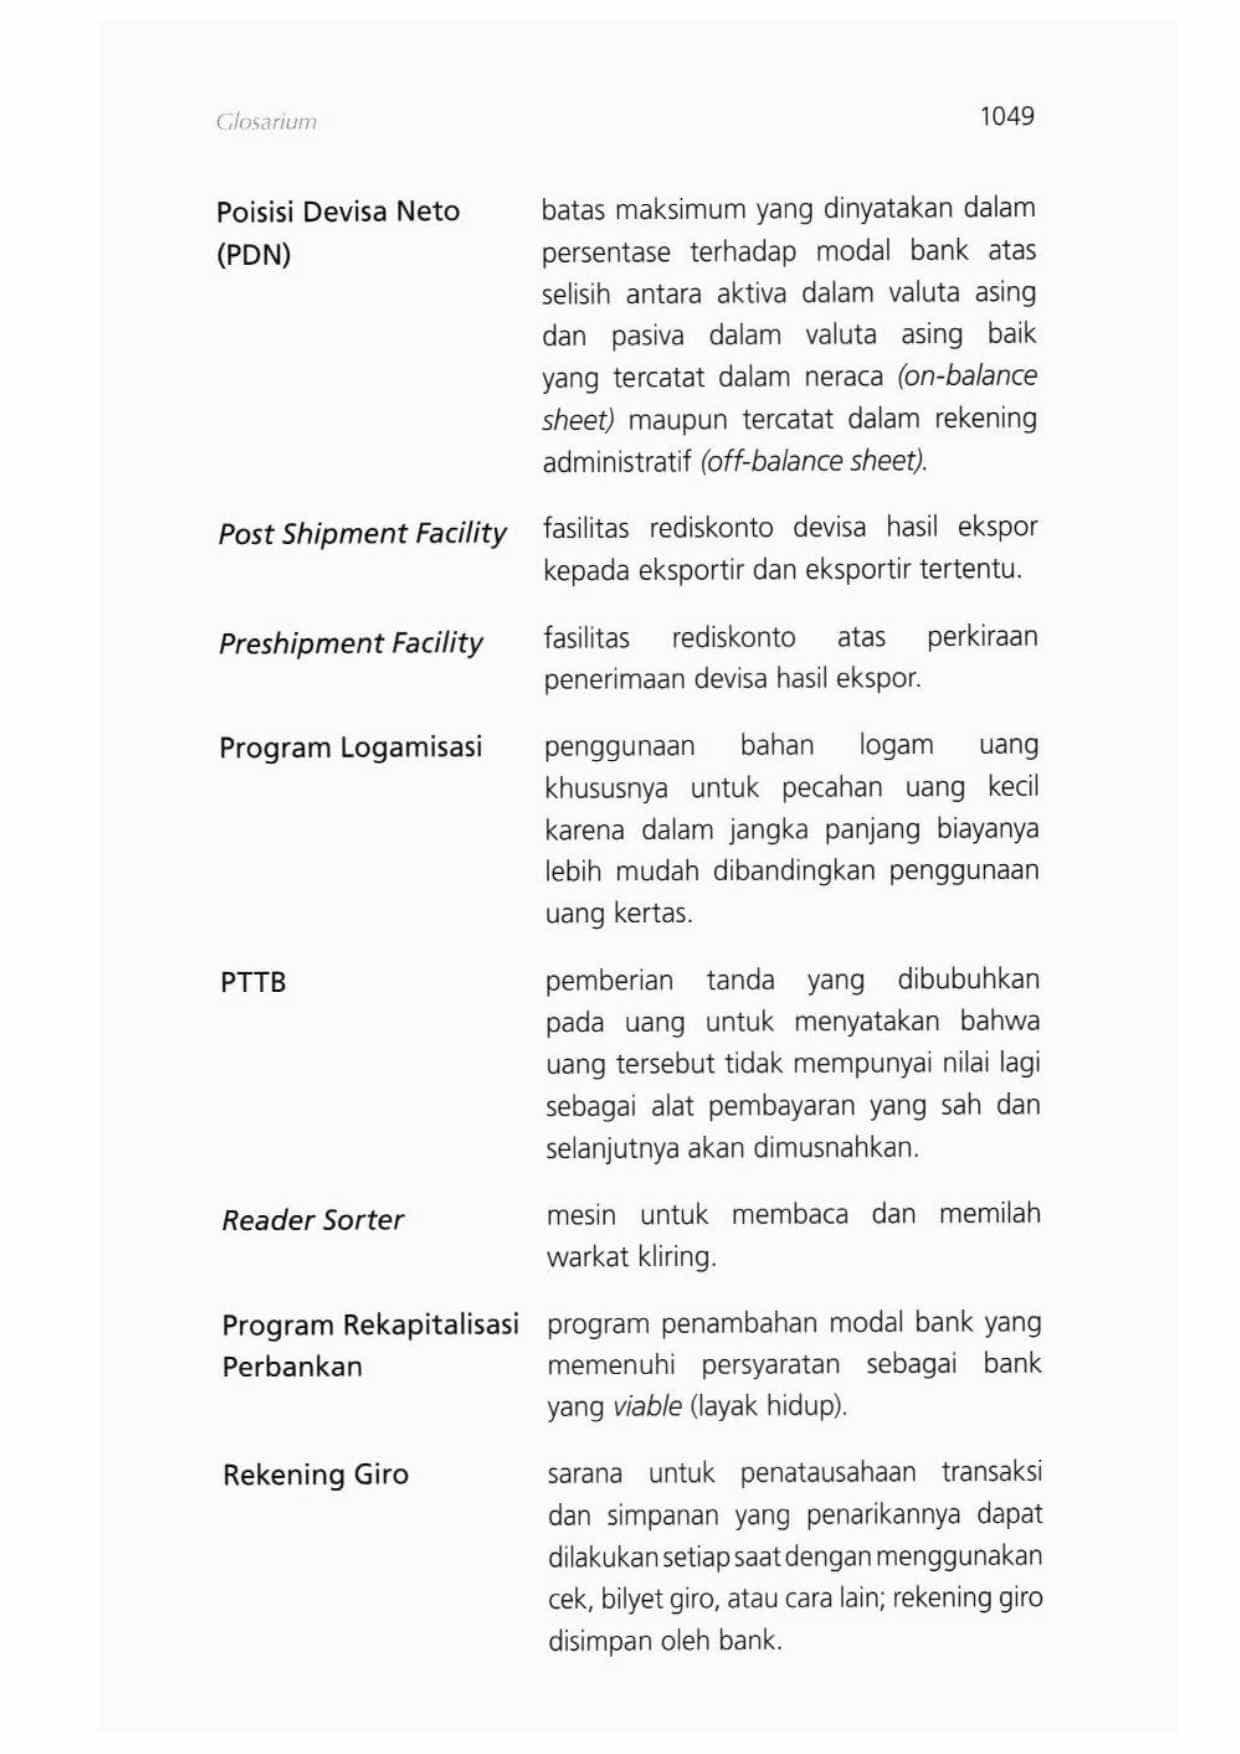 Glosarium 1049
Poisisi Devisa Neto
(PDN)
batas maksimum yang dinyatakan dalam
persentase terhadap modal bank atas
selisih antara aktiva dalam valuta asing
dan pasiva dalam valuta asing baik
yang tercatat dalam neraca (on-balance
sheet) maupun tercatat dalam rekening
administratif (off-balance sheet).
Post Shipment Facility
fasilitas rediskonto devisa hasil ekspor
kepada eksportir dan eksportir tertentu.
Preshipment Facility
fasilitas rediskonto atas perkiraan
penerimaan devisa hasil ekspor.
Program Logamisasi
penggunaan bahan logam uang
khususnya untuk pecahan uang kecil
karena dalam jangka panjang biayanya
lebih mudah dibandingkan penggunaan
uang kertas.
PTTB
pemberian tanda yang dibubuhkan
pada uang untuk menyatakan bahwa
uang tersebut tidak mempunyai nilai lagi
sebagai alat pembayaran yang sah dan
selanjutnya akan dimusnahkan.
Reader Sorter
mesin untuk membaca dan memilah
warkat kliring.
Program Rekapitalisasi
Perbankan
program penambahan modal bank yang
memenuhi persyaratan sebagai bank
yang viable (layak hidup).
Rekening Giro
sarana untuk penatausahaan transaksi
dan simpanan yang penarikannya dapat
dilakukan setiap saat dengan menggunakan
cek, bilyet giro, atau cara lain; rekening giro
disimpan oleh bank.